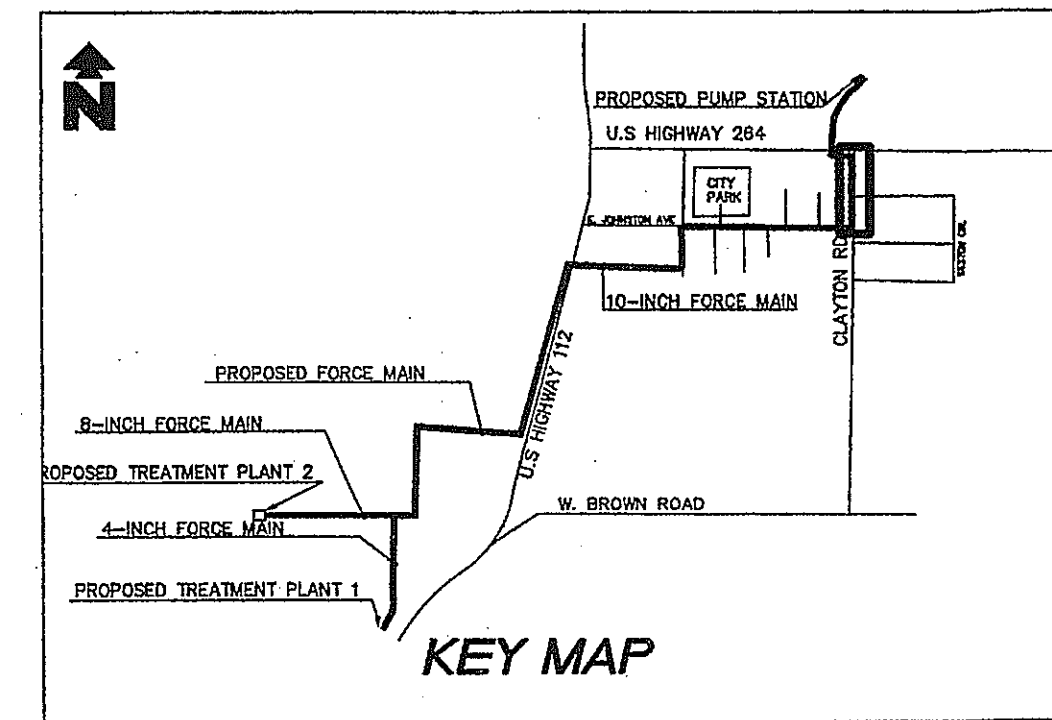 N
PROPOSED PUMP STATION
U.S HIGHWAY 264
CITY
PARK
E. JOHNSTON AVE
10-INCH FORCE MAIN
CLAYTON RD
PROPOSED FORCE MAIN
U.S HIGHWAY 112
8-INCH FORCE MAIN
ROPOSED TREATMENT PLANT 2
W. BROWN ROAD
4-INCH FORCE MAIN
PROPOSED TREATMENT PLANT 1
KEY MAP